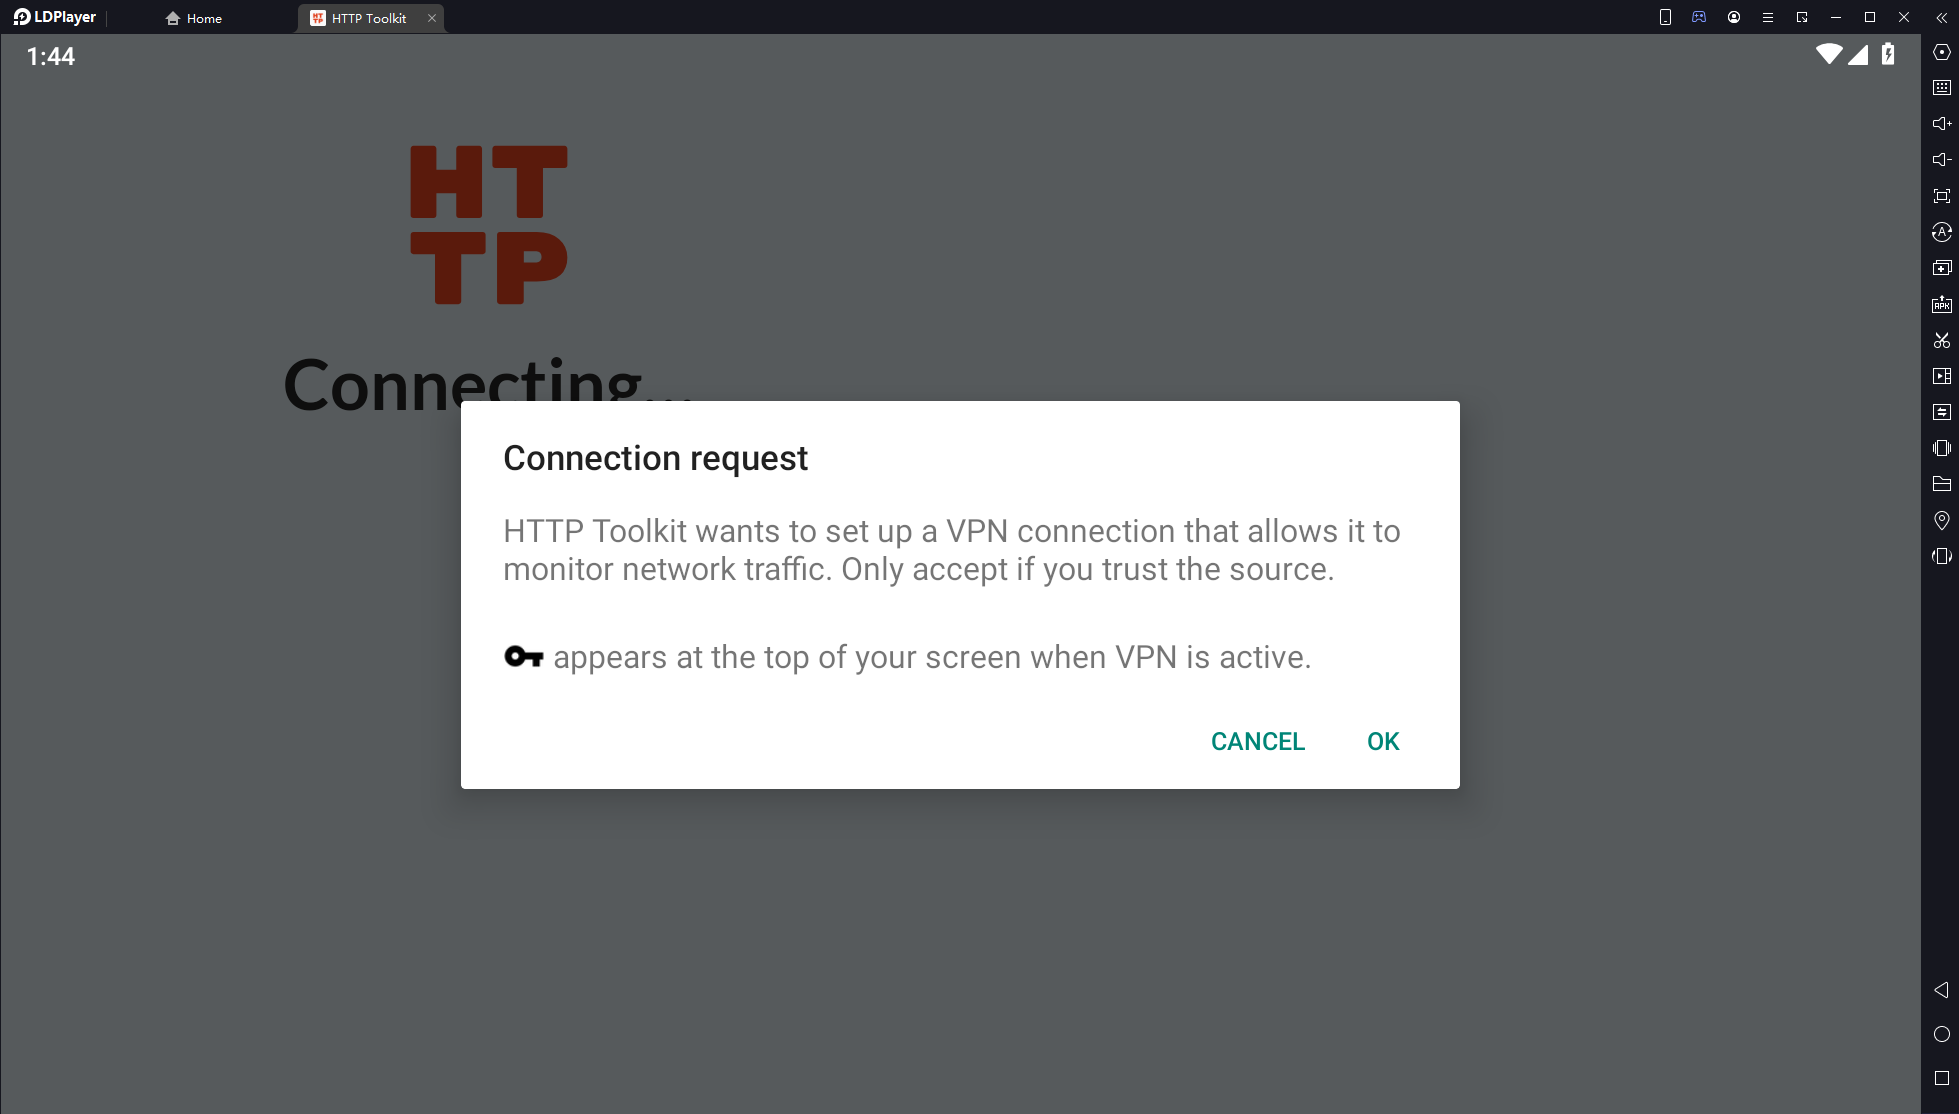 LDPlayer
Home
HTTP Toolkit
1:44
HT
TP
Connecting...
Connection request
HTTP Toolkit wants to set up a VPN connection that allows it to
monitor network traffic. Only accept if you trust the source.
appears at the top of your screen when VPN is active.
CANCEL
OK
A
APK